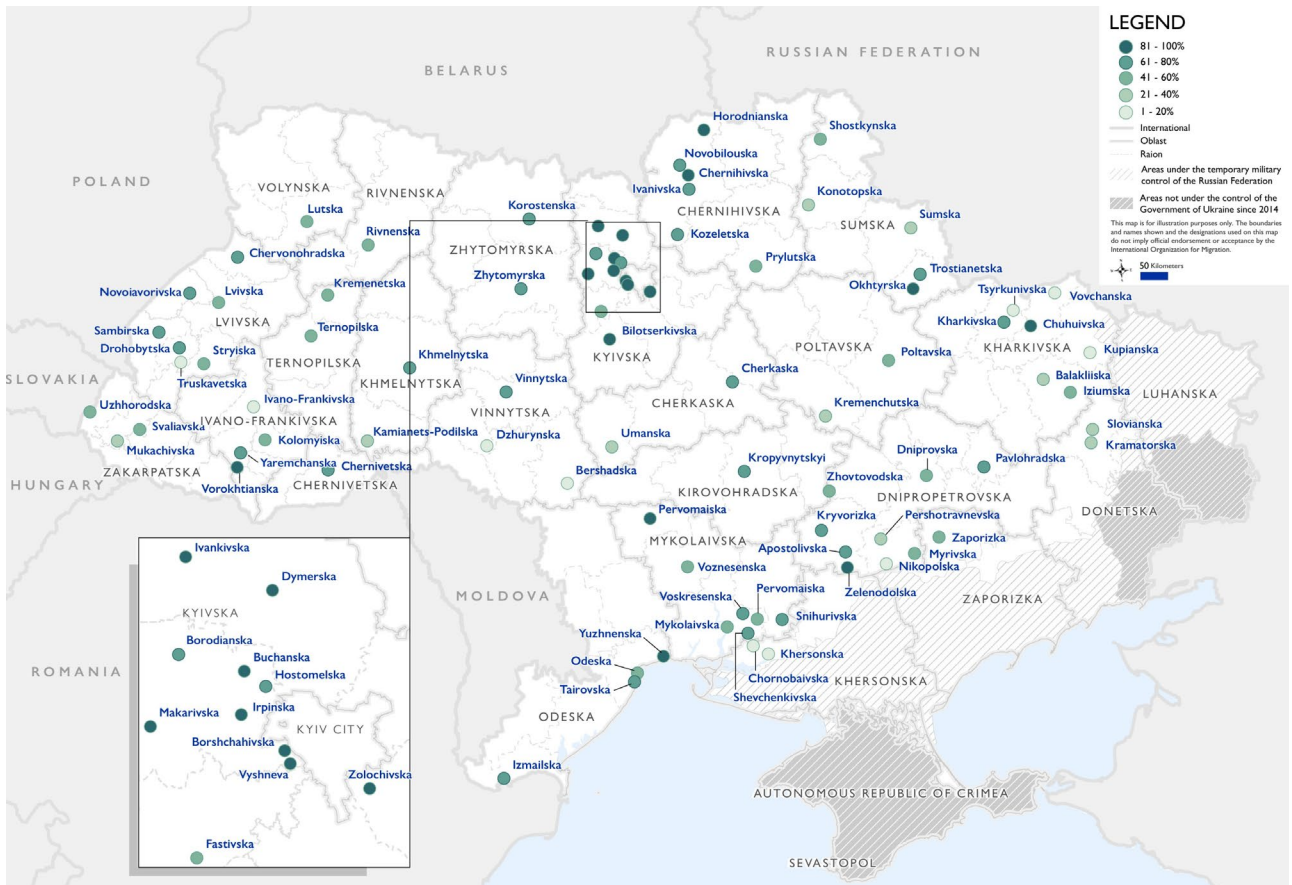 LEGEND
81 - 100%
61 - 80%
41 - 60%
21 - 40%
1 - 20%
International
Oblast
Raion
Areas under the temporary military
control of the Russian Federation
Areas not under the control of the
Government of Ukraine since 2014
This map is for illustration purposes only. The boundaries
and names shown and the designations used on this map
do not imply official endorsement or acceptance by the
International Organization for Migration.
50 Kilometers
RUSSIAN FEDERATION
BELARUS
Horodnianska
Shostkynska
Novobilouska
Chernihivska
POLAND
VOLYNSKA
RIVNENSKA
Ivanivska
Konotopska
Lutska
Korostenska
CHERNIHIVSKA
Sumska
Rivnenska
Kozeletska
SUMSKA
ZHYTOMYRSKA
Chervonohradska
Prylutska
Trostianetska
Zhytomyrska
Kremenetska
Okhtyrska
Tsyrkunivska
Novoiavorivska
Lvivska
Vovchanska
LVIVSKA
Kharkivska
Chuhuivska
Sambirska
Ternopilska
Bilotserkivska
Drohobytska
Stryiska
POLTAVSKA
KHARKIVSKA
Kupianska
Khmelnytska
KYIVSKA
Poltavska
TERNOPILSKA
Cherkaska
SLOVAKIA
Truskavetska
KHMELNYTSKA
Vinnytska
Balakliiska
Iziumska
LUHANSKA
Ivano-Frankivska
CHERKASKA
Kremenchutska
Uzhhorodska
VINNYTSKA
IVANO-FRANKIVSKA
Svaliavska
Kolomyiska
Kamianets-Podilska
Dzhurynska
Umanska
Slovianska
Mukachivska
Kramatorska
Dniprovska
Yaremchanska
Chernivetska
Bershadska
Kropyvnytskyi
Pavlohradska
ZAKARPATSKA
Zhovtovodska
HUNGARY
Vorokhtianska
CHERNIVETSKA
KIROVOHRADSKA
DNIPROPETROVSKA
Pervomaiska
Kryvorizka
Pershotravnevska
DONETSKA
MYKOLAIVSKA
Apostolivska
Zaporizka
Myrivska
Ivankivska
Voznesenska
Nikopolska
Dymerska
Pervomaiska
Zelenodolska
MOLDOVA
Voskresenska
ZAPORIZKA
KYIVSKA
Mykolaivska
Snihurivska
Borodianska
Yuzhnenska
Buchanska
Khersonska
Odeska
ROMANIA
Hostomelska
Chornobaivska
KHERSONSKA
Tairovska
Shevchenkivska
Irpinska
Makarivska
ODESKA
KYIV CITY
Borshchahivska
Izmailska
Vyshneva
Zolochivska
AUTONOMOUS REPUBLIC OF CRIMEA
Fastivska
SEVASTOPOL